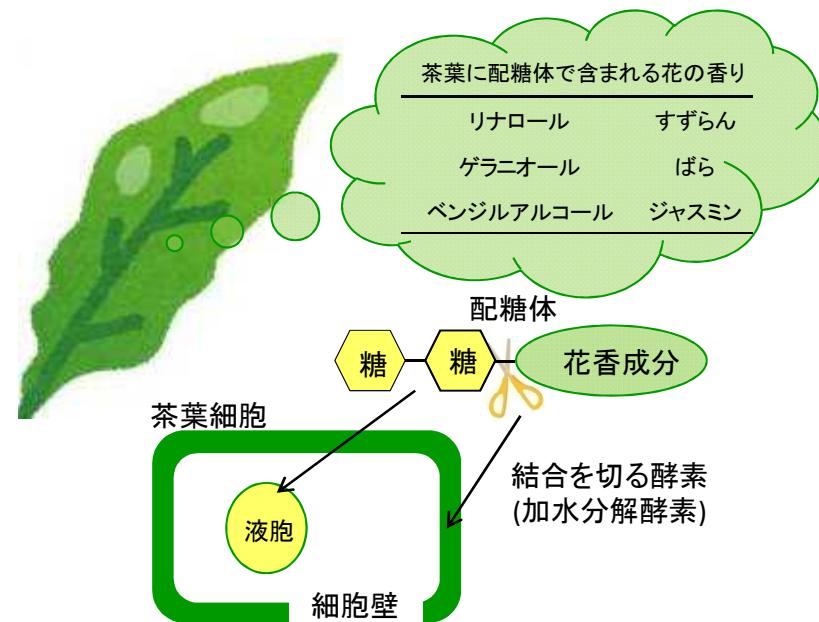 茶葉に配糖体で含まれる花の香り
リナロール すずらん
ゲラニオール ばら
ベンジルアルコール ジャスミン
配糖体
糖 糖 花香成分
茶葉細胞
結合を切る酵素
(加水分解酵素)
液胞
細胞壁